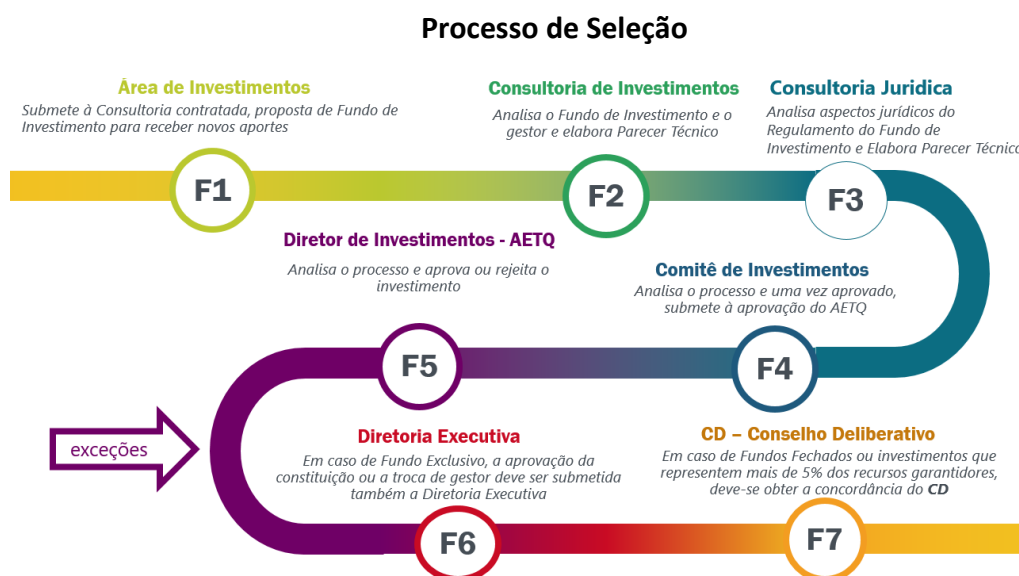 Processo de Seleção
Área de Investimentos
Submete à Consultoria contratada, proposta de Fundo de
Investimento para receber novos aportes
Consultoria de Investimentos
Analisa o Fundo de Investimento e o
gestor e elabora Parecer Técnico
Consultoria Jurídica
Analisa aspectos jurídicos do
Regulamento do Fundo de
Investimento e Elabora Parecer Técnico
F1
F2
F3
Diretor de Investimentos - AETQ
Analisa o processo e aprova ou rejeita o
investimento
Comitê de Investimentos
Analisa o processo e uma vez aprovado,
submete à aprovação do AETQ
F5
F4
exceções
Diretoria Executiva
Em caso de Fundo Exclusivo, a aprovação da
constituição ou a troca de gestor deve ser submetida
também a Diretoria Executiva
CD – Conselho Deliberativo
Em caso de Fundos Fechados ou investimentos que
representem mais de 5% dos recursos garantidores,
deve-se obter a concordância do CD
F6
F7